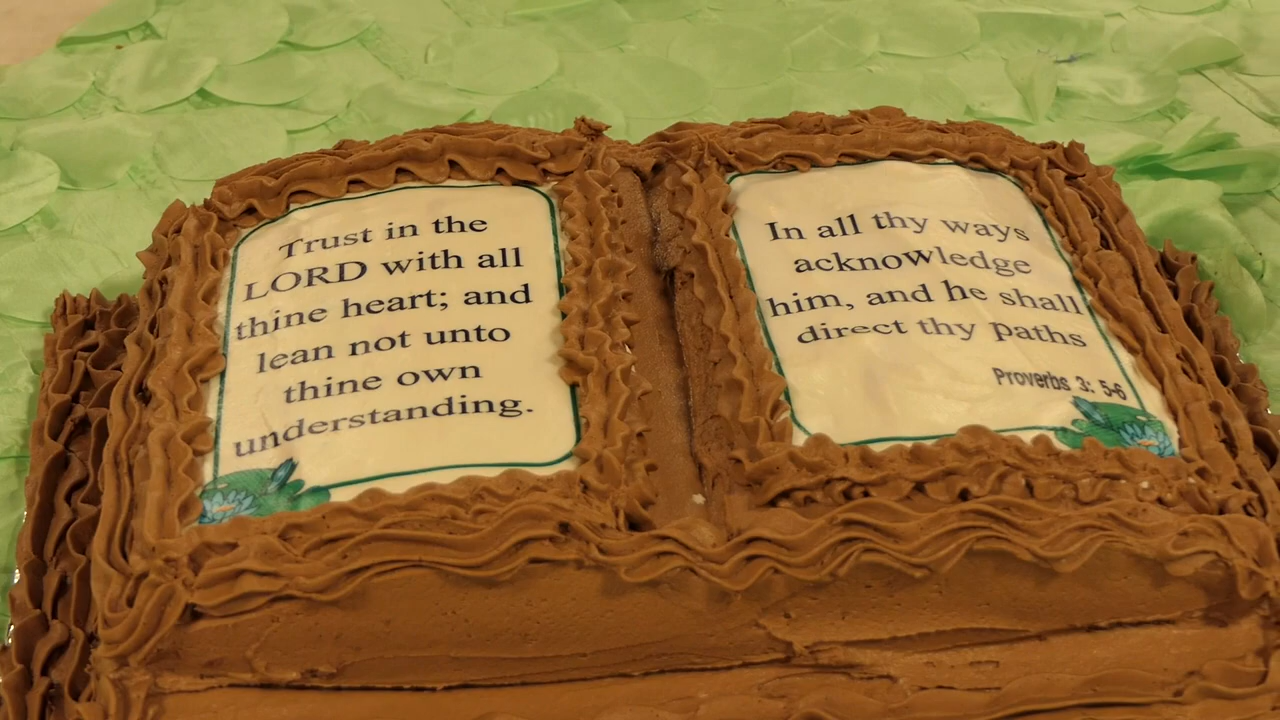 Trust in the
LORD with all
thine heart; and
lean not unto
thine own
understanding.
In all thy ways
acknowledge
him, and he shall
direct thy paths
Proverbs 3: 5-6